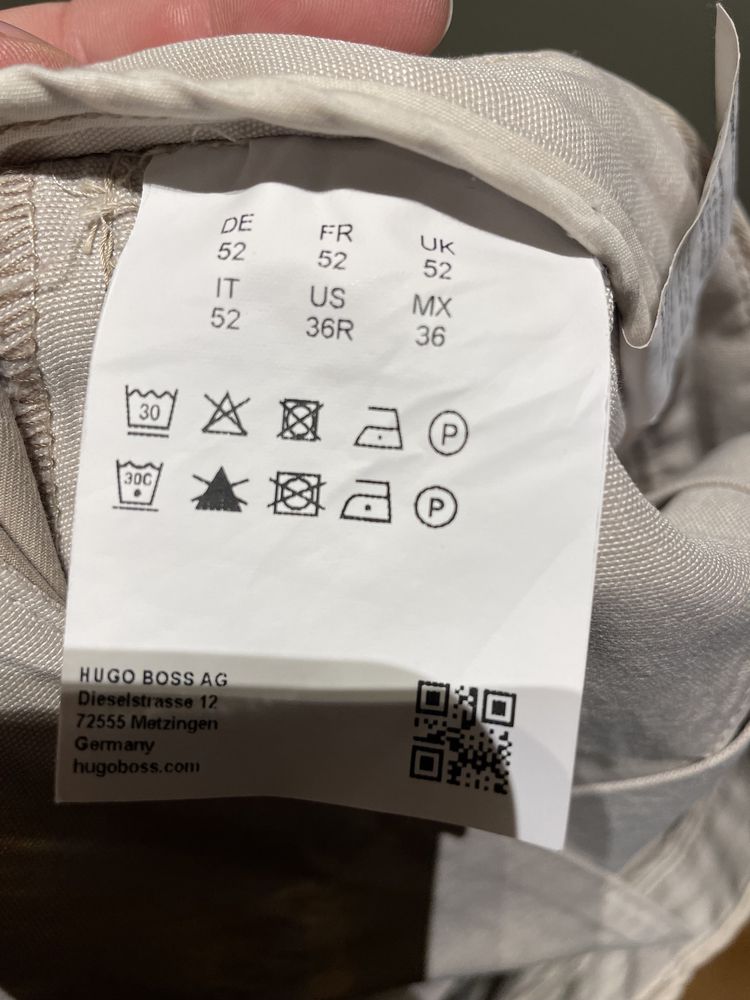 DE FR UK
52 52 52
IT US MX
52 36R 36
30 P
30C P
HUGO BOSS AG
Dieselstrasse 12
72555 Metzingen
Germany
hugoboss.com